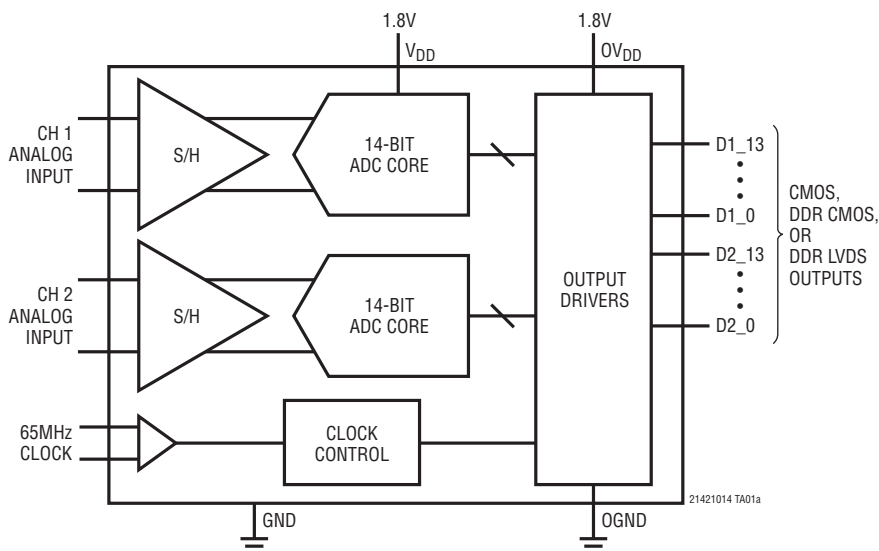 1.8V
1.8V
VDD
OVDD
CH 1
ANALOG
INPUT
S/H
14-BIT
ADC CORE
D1_13
D1_0
CH 2
ANALOG
INPUT
S/H
14-BIT
ADC CORE
OUTPUT
DRIVERS
D2_13
D2_0
CMOS,
DDR CMOS,
OR
DDR LVDS
OUTPUTS
65MHz
CLOCK
CLOCK
CONTROL
21421014 TA01a
GND
OGND